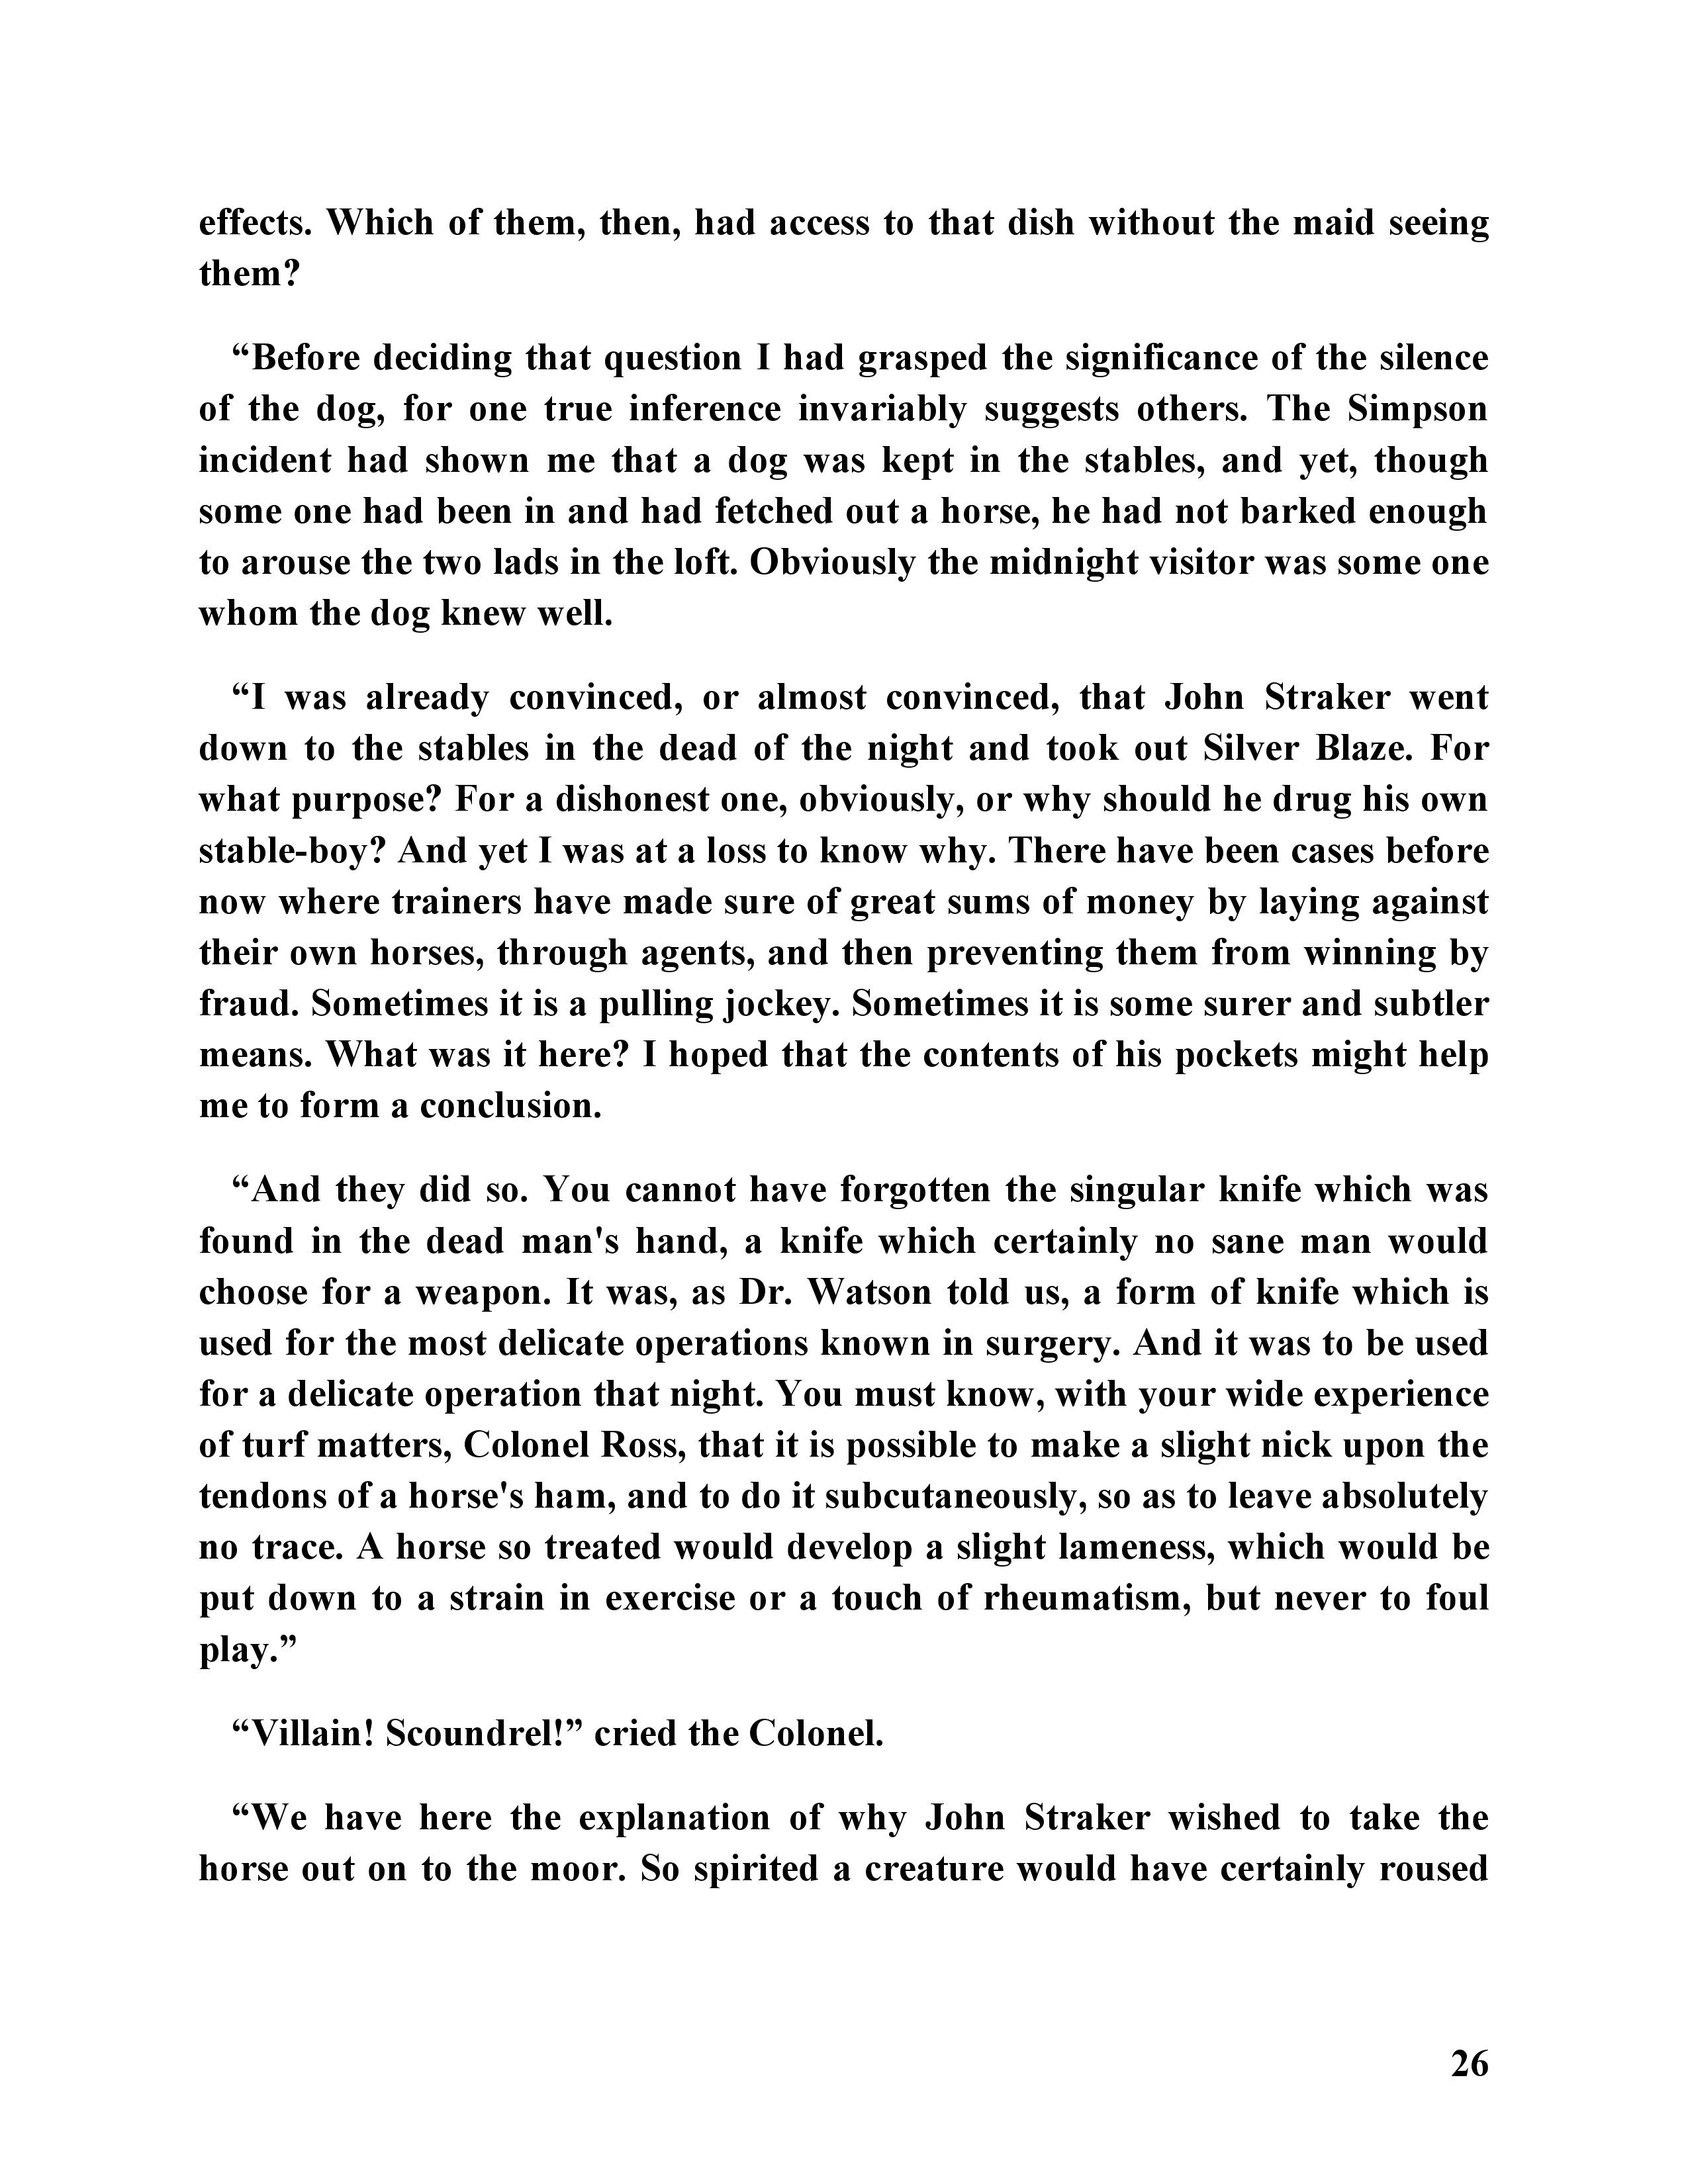 effects. Which of them, then, had access to that dish without the maid seeing
them?
“Before deciding that question I had grasped the significance of the silence
of the dog, for one true inference invariably suggests others. The Simpson
incident had shown me that a dog was kept in the stables, and yet, though
some one had been in and had fetched out a horse, he had not barked enough
to arouse the two lads in the loft. Obviously the midnight visitor was some one
whom the dog knew well.
“I was already convinced, or almost convinced, that John Straker went
down to the stables in the dead of the night and took out Silver Blaze. For
what purpose? For a dishonest one, obviously, or why should he drug his own
stable-boy? And yet I was at a loss to know why. There have been cases before
now where trainers have made sure of great sums of money by laying against
their own horses, through agents, and then preventing them from winning by
fraud. Sometimes it is a pulling jockey. Sometimes it is some surer and subtler
means. What was it here? I hoped that the contents of his pockets might help
me to form a conclusion.
“And they did so. You cannot have forgotten the singular knife which was
found in the dead man's hand, a knife which certainly no sane man would
choose for a weapon. It was, as Dr. Watson told us, a form of knife which is
used for the most delicate operations known in surgery. And it was to be used
for a delicate operation that night. You must know, with your wide experience
of turf matters, Colonel Ross, that it is possible to make a slight nick upon the
tendons of a horse's ham, and to do it subcutaneously, so as to leave absolutely
no trace. A horse so treated would develop a slight lameness, which would be
put down to a strain in exercise or a touch of rheumatism, but never to foul
play.”
“Villain! Scoundrel!” cried the Colonel.
“We have here the explanation of why John Straker wished to take the
horse out on to the moor. So spirited a creature would have certainly roused
26